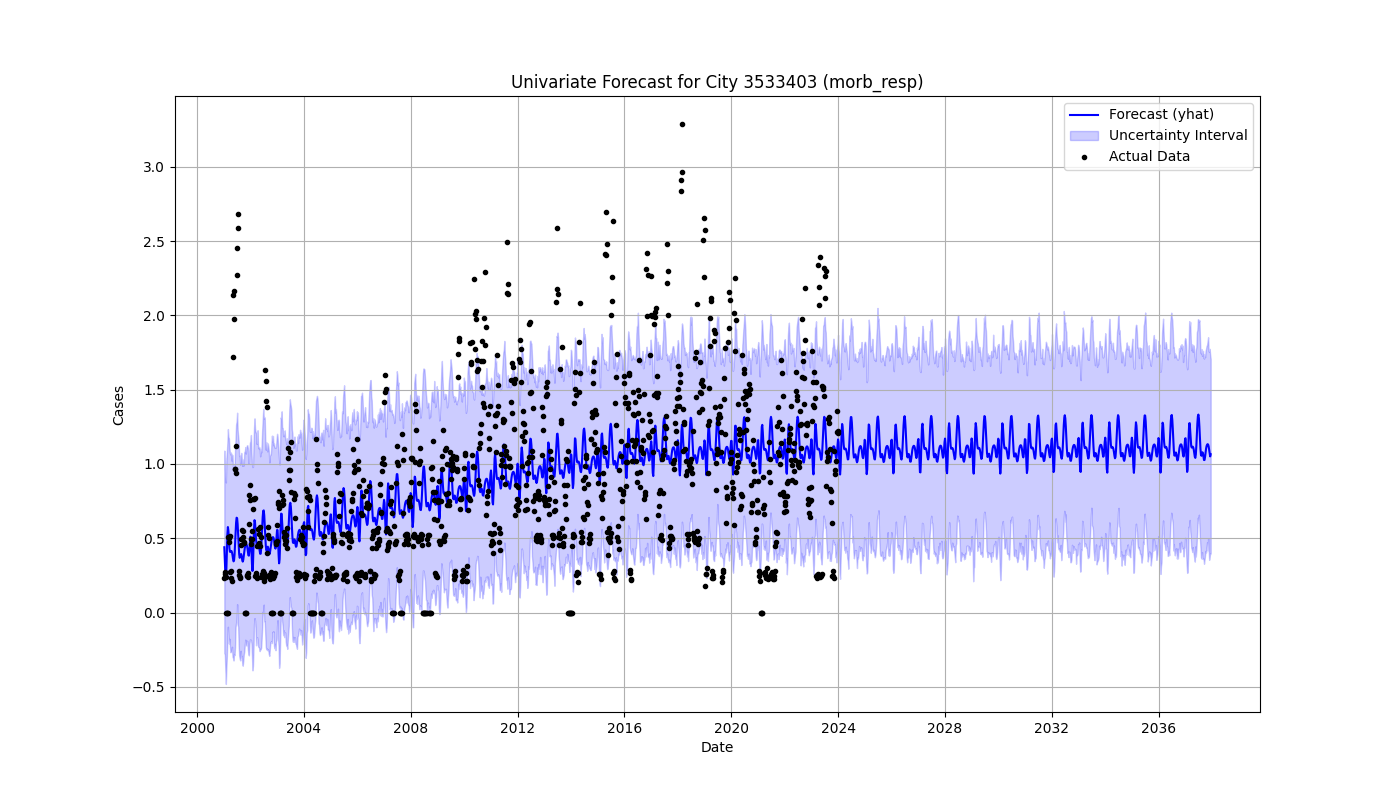 Univariate Forecast for City 3533403 (morb_resp)
Forecast (yhat)
Uncertainty Interval
Actual Data
Cases
3.0
2.5
2.0
1.5
1.0
0.5
0.0
−0.5
2000 2004 2008 2012 2016 2020 2024 2028 2032 2036
Date